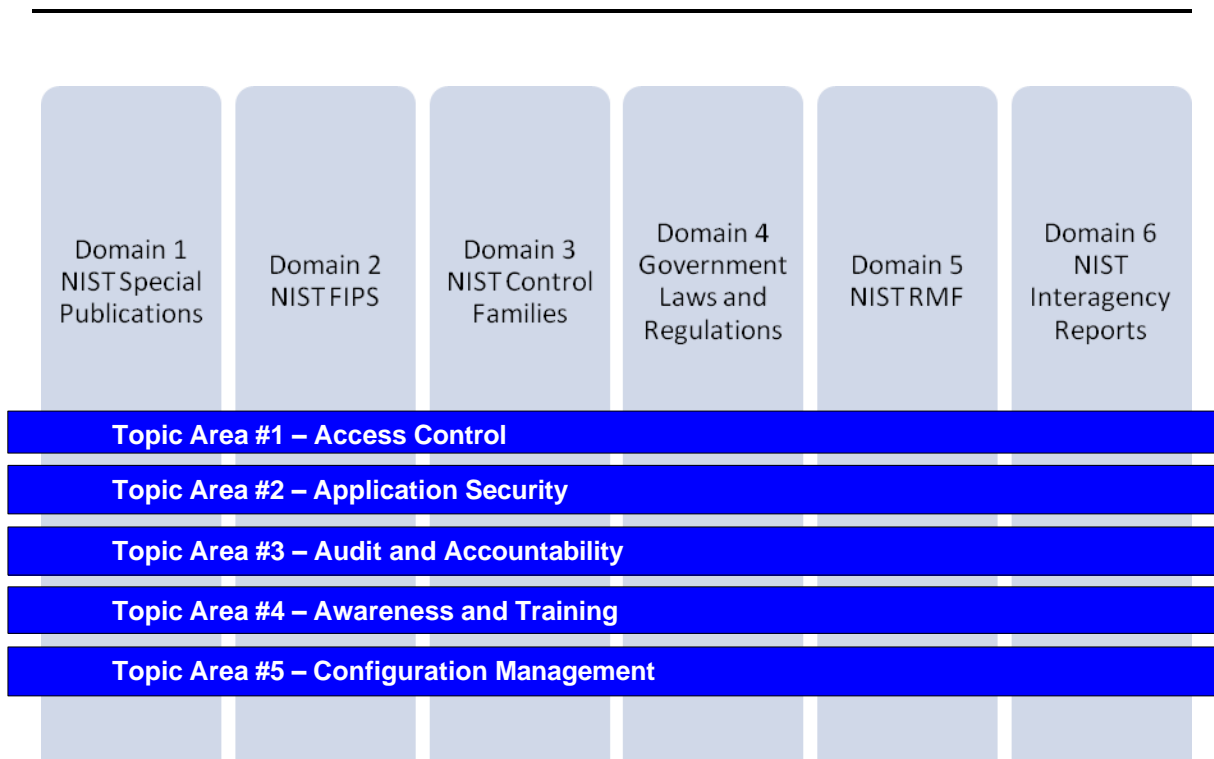 Domain 1
NIST Special
Publications
Domain 2
NIST FIPS
Domain 3
NIST Control
Families
Domain 4
Government
Laws and
Regulations
Domain 5
NIST RMF
Domain 6
NIST
Interagency
Reports
Topic Area #1 – Access Control
Topic Area #2 – Application Security
Topic Area #3 – Audit and Accountability
Topic Area #4 – Awareness and Training
Topic Area #5 – Configuration Management